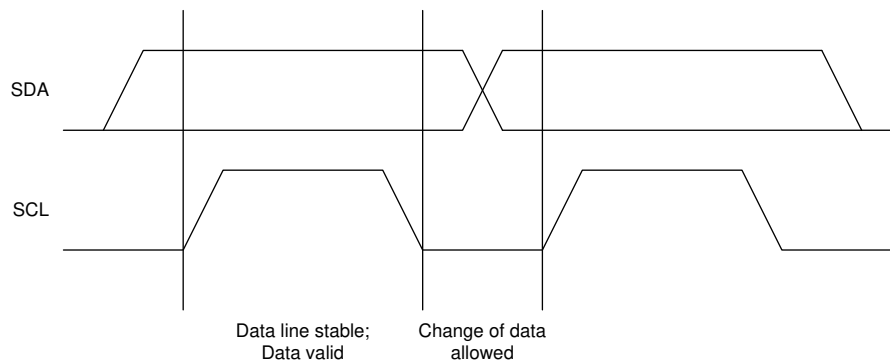 SDA
SCL
Data line stable;
Data valid
Change of data
allowed